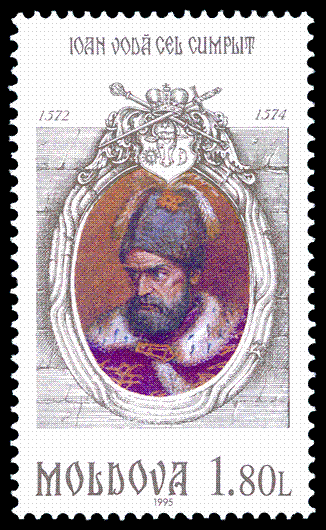 IOAN VODĂ CEL CUMPLIT
1572 1574
MOLDOVA 1.80L
1995